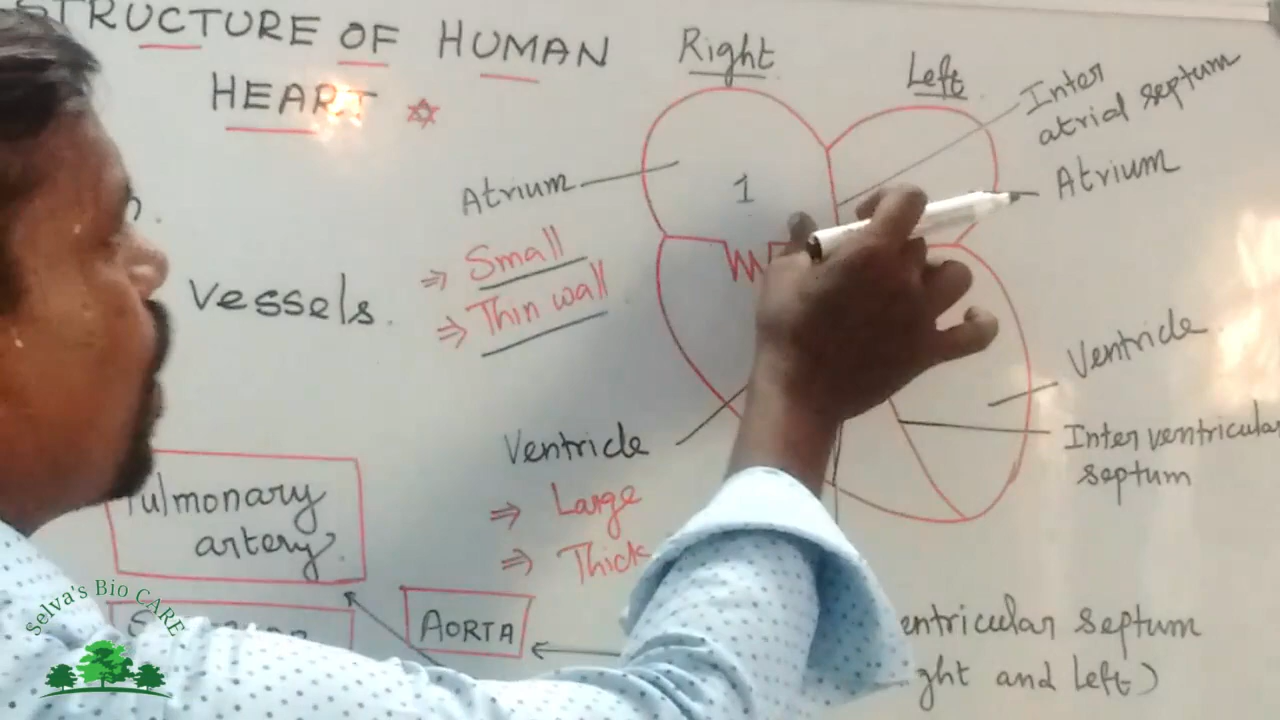 STRUCTURE OF HUMAN
HEART
Right
Left
Inter
atrial septum
Atrium
Atrium
1
⇒ Small
⇒ Thin wall
Vessels.
Ventricle
Inter ventricular
septum
Ventricle
⇒ Large
⇒ Thick
Pulmonary
artery
AORTA
entricular septum
ght and left)
Selva's Bio CARE